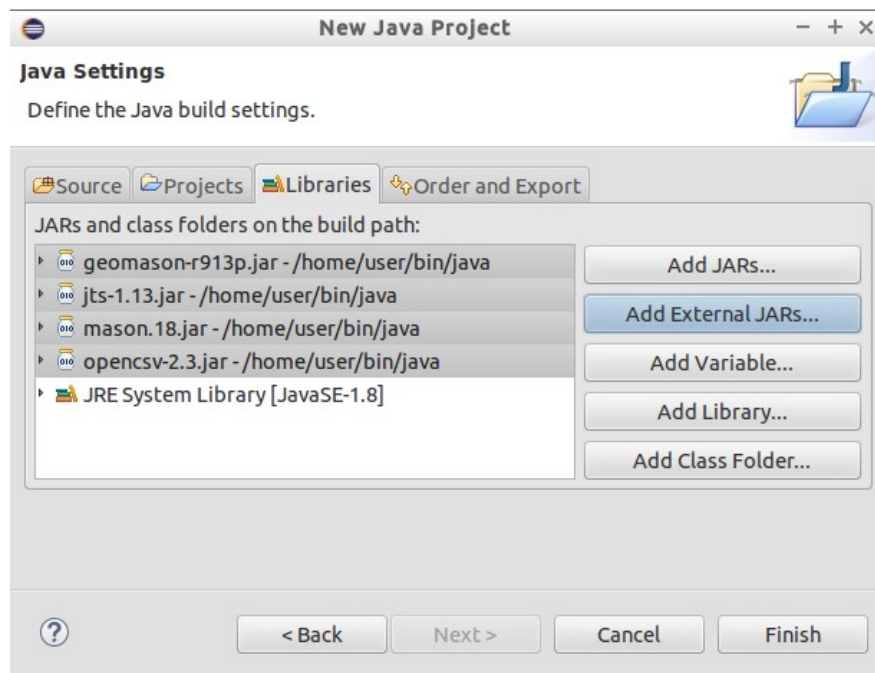 New Java Project
Java Settings
Define the Java build settings.
Source Projects Libraries Order and Export
JARs and class folders on the build path:
geomason-r913p.jar - /home/user/bin/java
jts-1.13.jar - /home/user/bin/java
mason.18.jar - /home/user/bin/java
opencsv-2.3.jar - /home/user/bin/java
JRE System Library [JavaSE-1.8]
Add JARs...
Add External JARs...
Add Variable...
Add Library...
Add Class Folder...
< Back Next > Cancel Finish